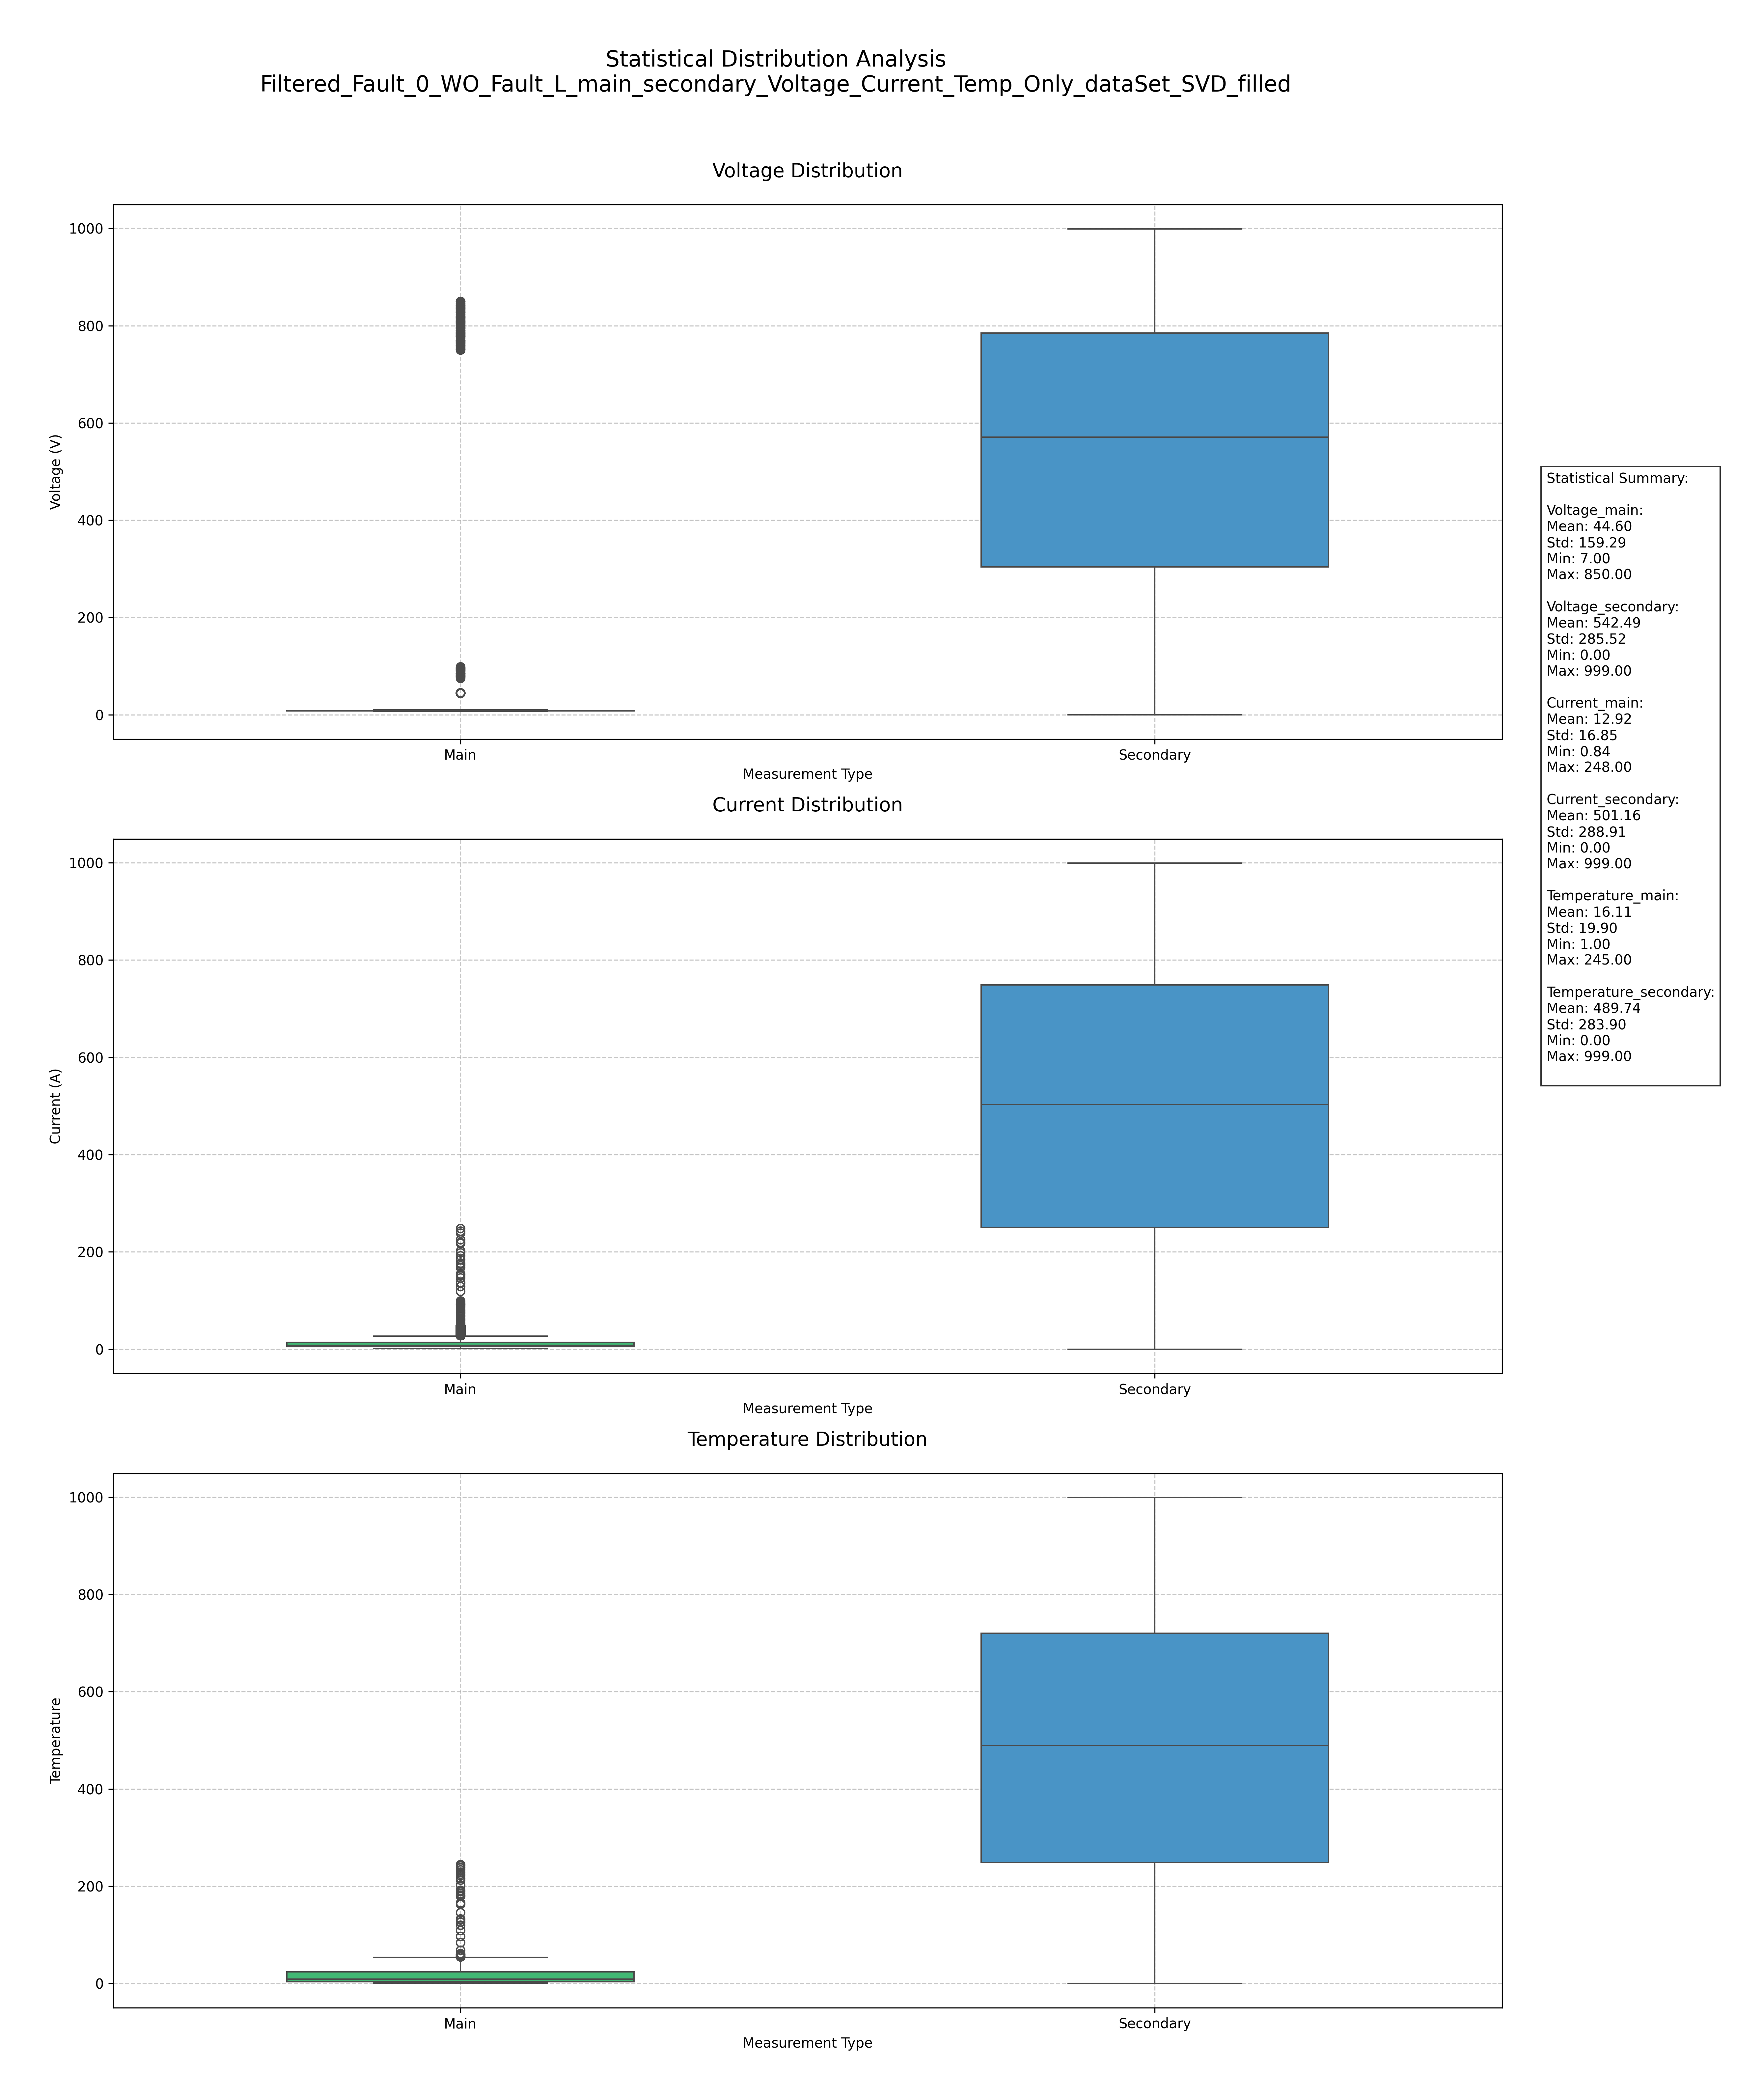 Statistical Distribution Analysis
Filtered_Fault_0_WO_Fault_L_main_secondary_Voltage_Current_Temp_Only_dataSet_SVD_filled
Voltage Distribution
1000
800
600
400
200
0
Voltage (V)
Main
Secondary
Measurement Type
Current Distribution
1000
800
600
400
200
0
Current (A)
Main
Secondary
Measurement Type
Temperature Distribution
1000
800
600
400
200
0
Temperature
Main
Secondary
Measurement Type
Statistical Summary:
Voltage_main:
Mean: 44.60
Std: 159.29
Min: 7.00
Max: 850.00
Voltage_secondary:
Mean: 542.49
Std: 285.52
Min: 0.00
Max: 999.00
Current_main:
Mean: 12.92
Std: 16.85
Min: 0.84
Max: 248.00
Current_secondary:
Mean: 501.16
Std: 288.91
Min: 0.00
Max: 999.00
Temperature_main:
Mean: 16.11
Std: 19.90
Min: 1.00
Max: 245.00
Temperature_secondary:
Mean: 489.74
Std: 283.90
Min: 0.00
Max: 999.00